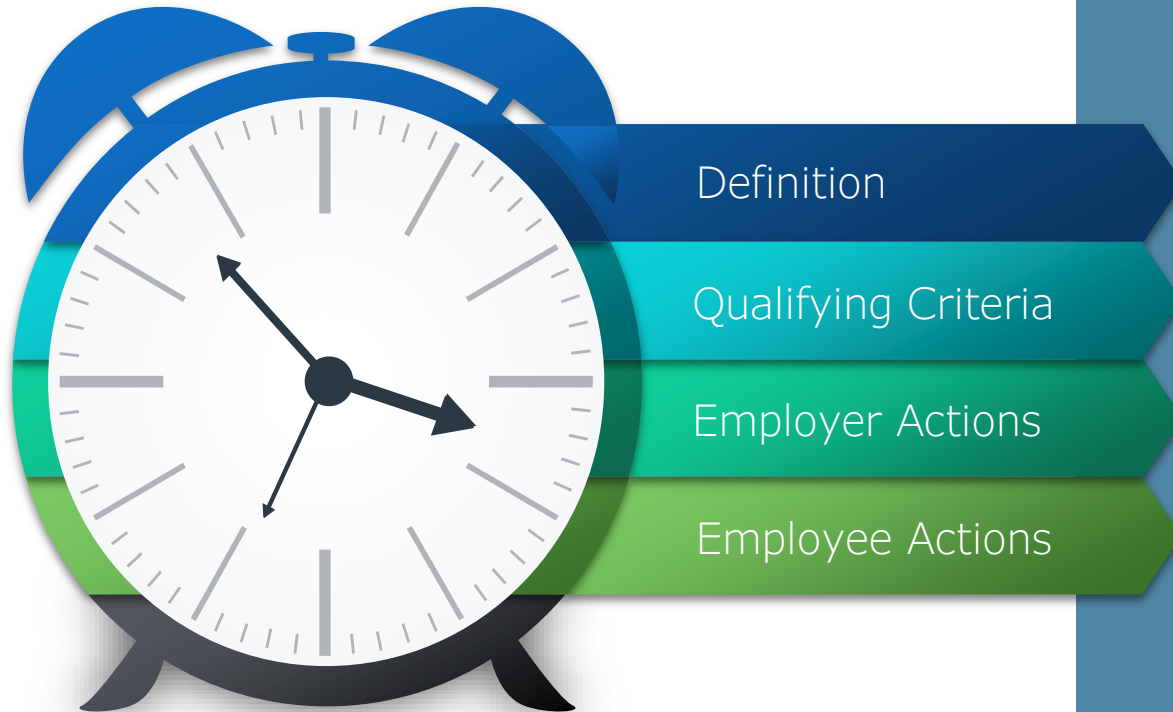 Definition
Qualifying Criteria
Employer Actions
Employee Actions